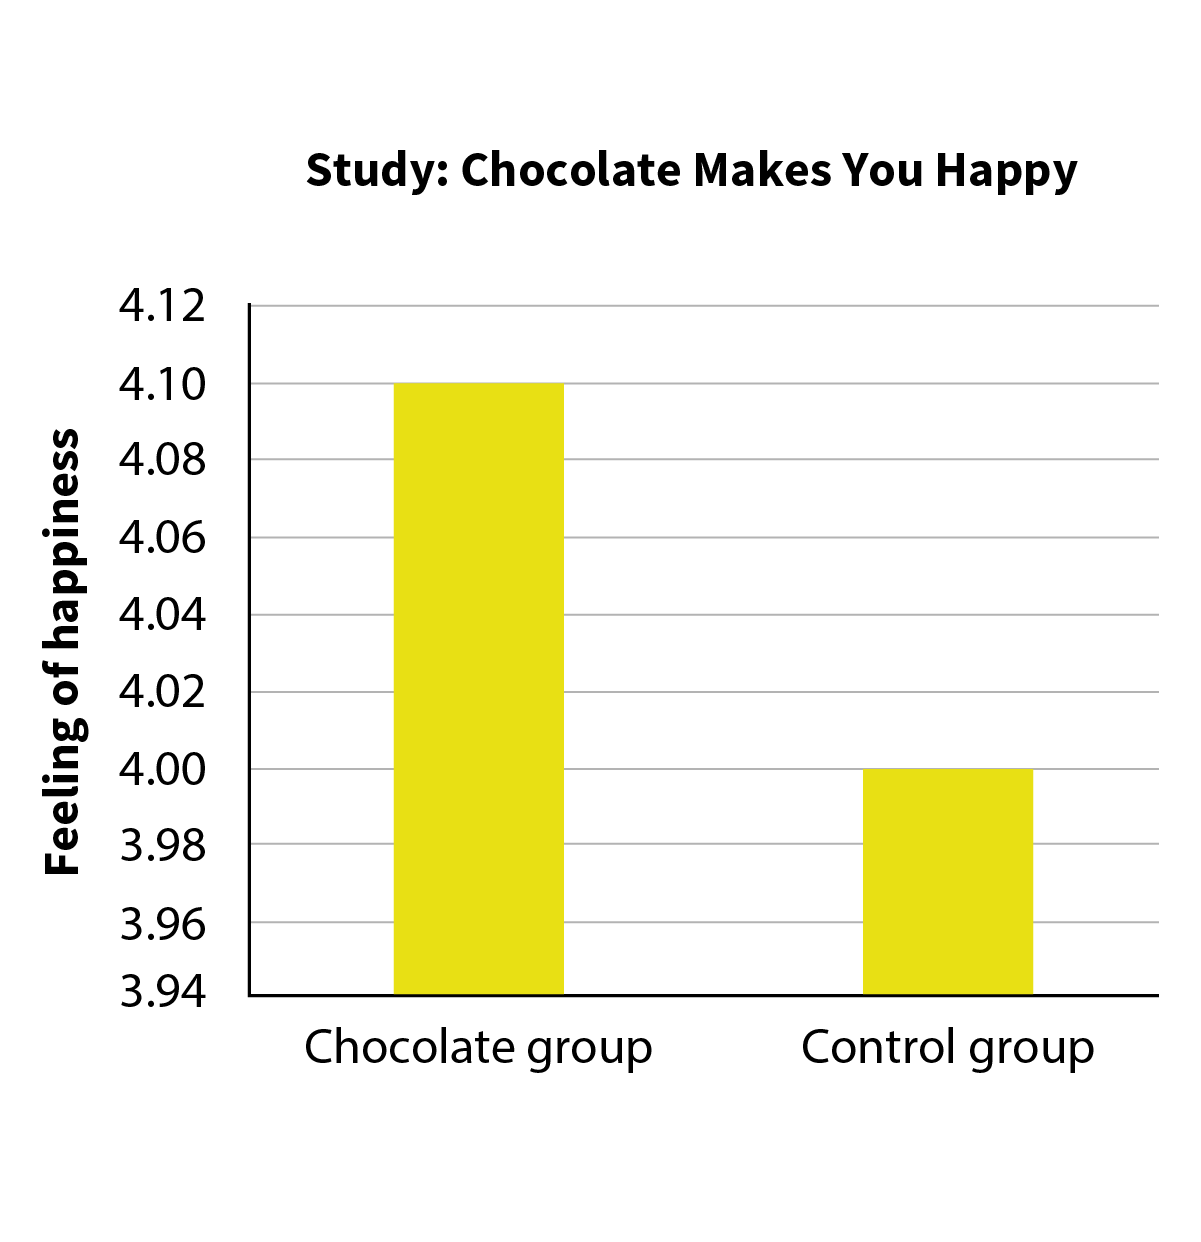 Study: Chocolate Makes You Happy
Feeling of happiness
4.12
4.10
4.08
4.06
4.04
4.02
4.00
3.98
3.96
3.94
Chocolate group
Control group